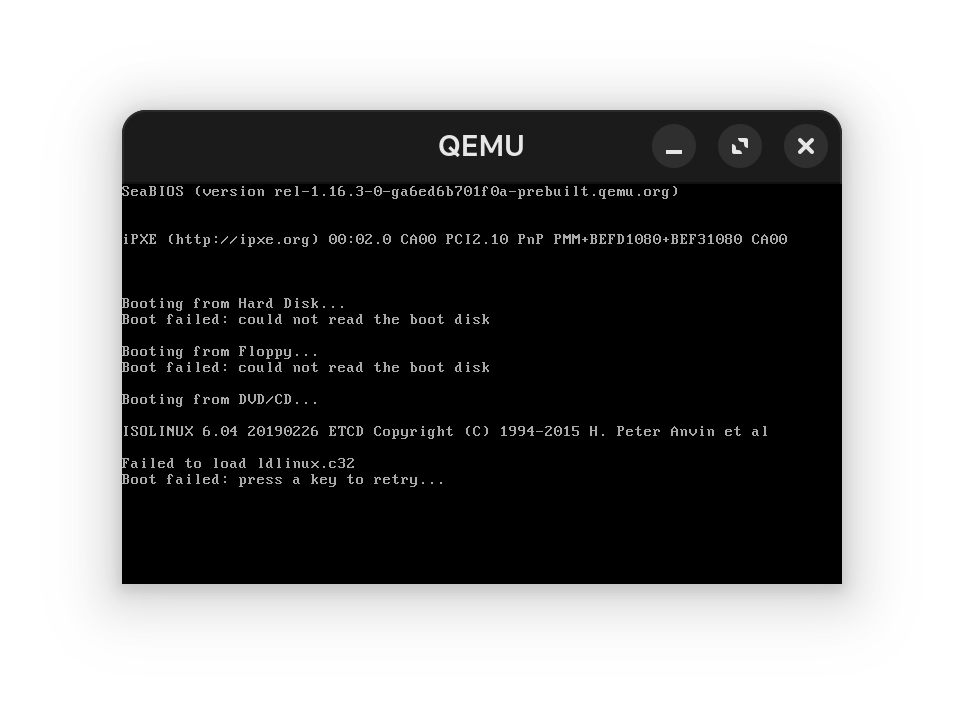 QEMU
SeaBIOS (version rel-1.16.3-0-ga6ed6b701f0a-prebuilt.qemu.org)
iPXE (http://ipxe.org) 00:02.0 CA00 PCI2.10 PnP PMM+BEFD1080+BEF31080 CA00
Booting from Hard Disk...
Boot failed: could not read the boot disk
Booting from Floppy...
Boot failed: could not read the boot disk
Booting from DVD/CD...
ISOLINUX 6.04 20190226 ETCD Copyright (C) 1994-2015 H. Peter Anvin et al
Failed to load ldlinux.c32
Boot failed: press a key to retry...